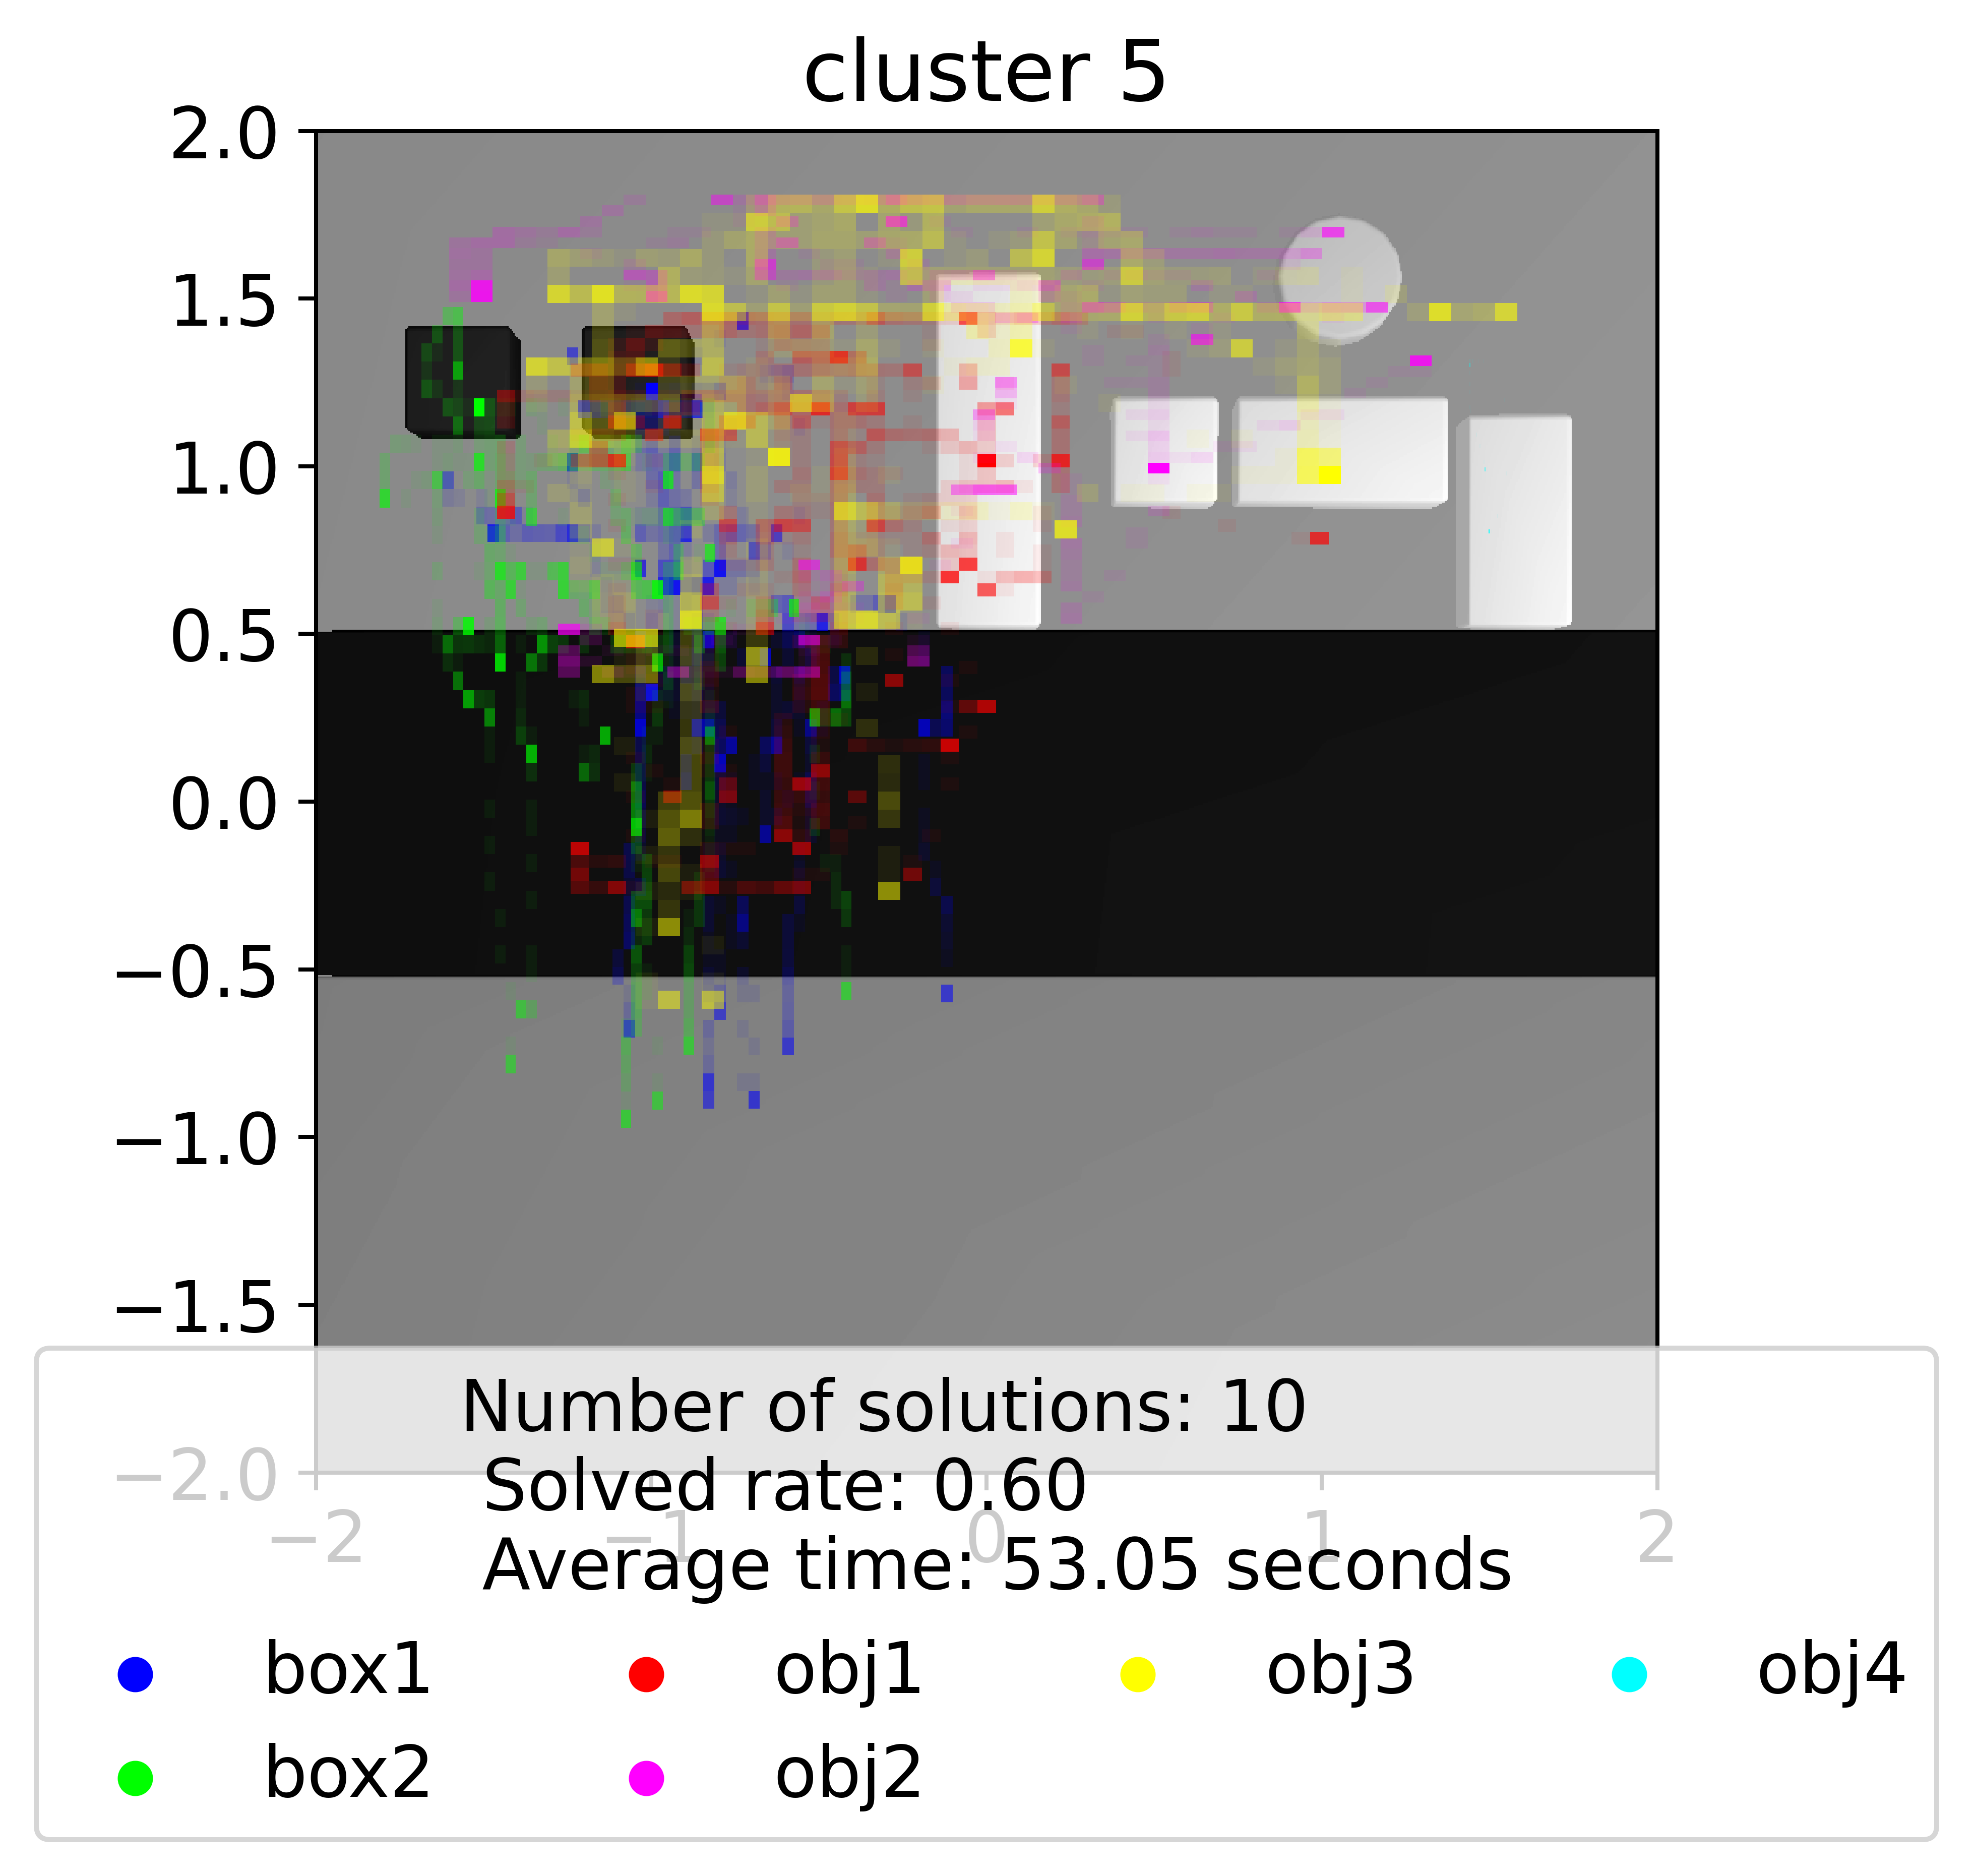 cluster 5
2.0
1.5
1.0
0.5
0.0
−0.5
−1.0
−1.5
−2.0
−2 −1 0 1 2
Number of solutions: 10
Solved rate: 0.60
Average time: 53.05 seconds
box1 obj1 obj3 obj4
box2 obj2